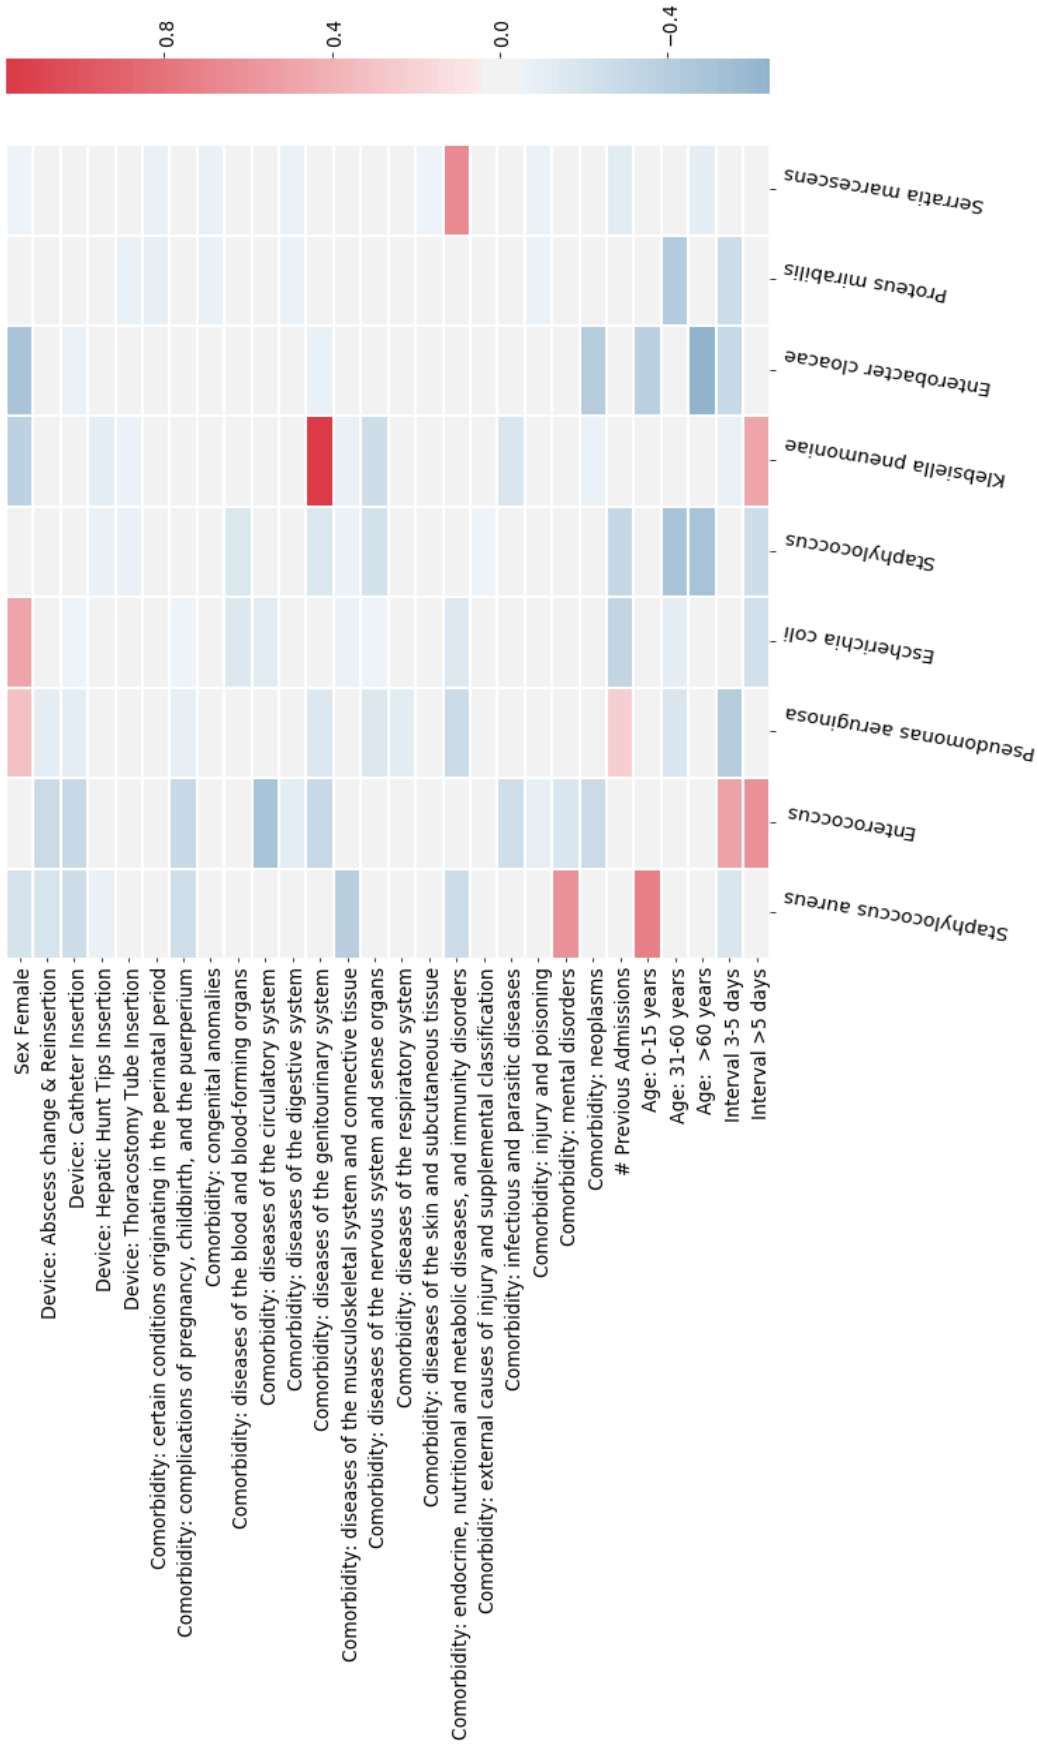 Sex Female
Device: Abscess change & Reinsertion
Device: Catheter Insertion
Device: Hepatic Hunt Tips Insertion
Device: Thoracostomy Tube Insertion
Comorbidity: certain conditions originating in the perinatal period
Comorbidity: complications of pregnancy, childbirth, and the puerperium
Comorbidity: congenital anomalies
Comorbidity: diseases of the blood and blood-forming organs
Comorbidity: diseases of the circulatory system
Comorbidity: diseases of the digestive system
Comorbidity: diseases of the genitourinary system
Comorbidity: diseases of the musculoskeletal system and connective tissue
Comorbidity: diseases of the nervous system and sense organs
Comorbidity: diseases of the respiratory system
Comorbidity: diseases of the skin and subcutaneous tissue
Comorbidity: endocrine, nutritional and metabolic diseases, and immunity disorders
Comorbidity: external causes of injury and supplemental classification
Comorbidity: infectious and parasitic diseases
Comorbidity: injury and poisoning
Comorbidity: mental disorders
Comorbidity: neoplasms
# Previous Admissions
Age: 0-15 years
Age: 31-60 years
Age: >60 years
Interval 3-5 days
Interval >5 days
Staphylococcus aureus
Enterococcus
Pseudomonas aeruginosa
Escherichia coli
Staphylococcus
Klebsiella pneumoniae
Enterobacter cloacae
Proteus mirabilis
Serratia marcescens
0.8
0.4
0.0
−0.4